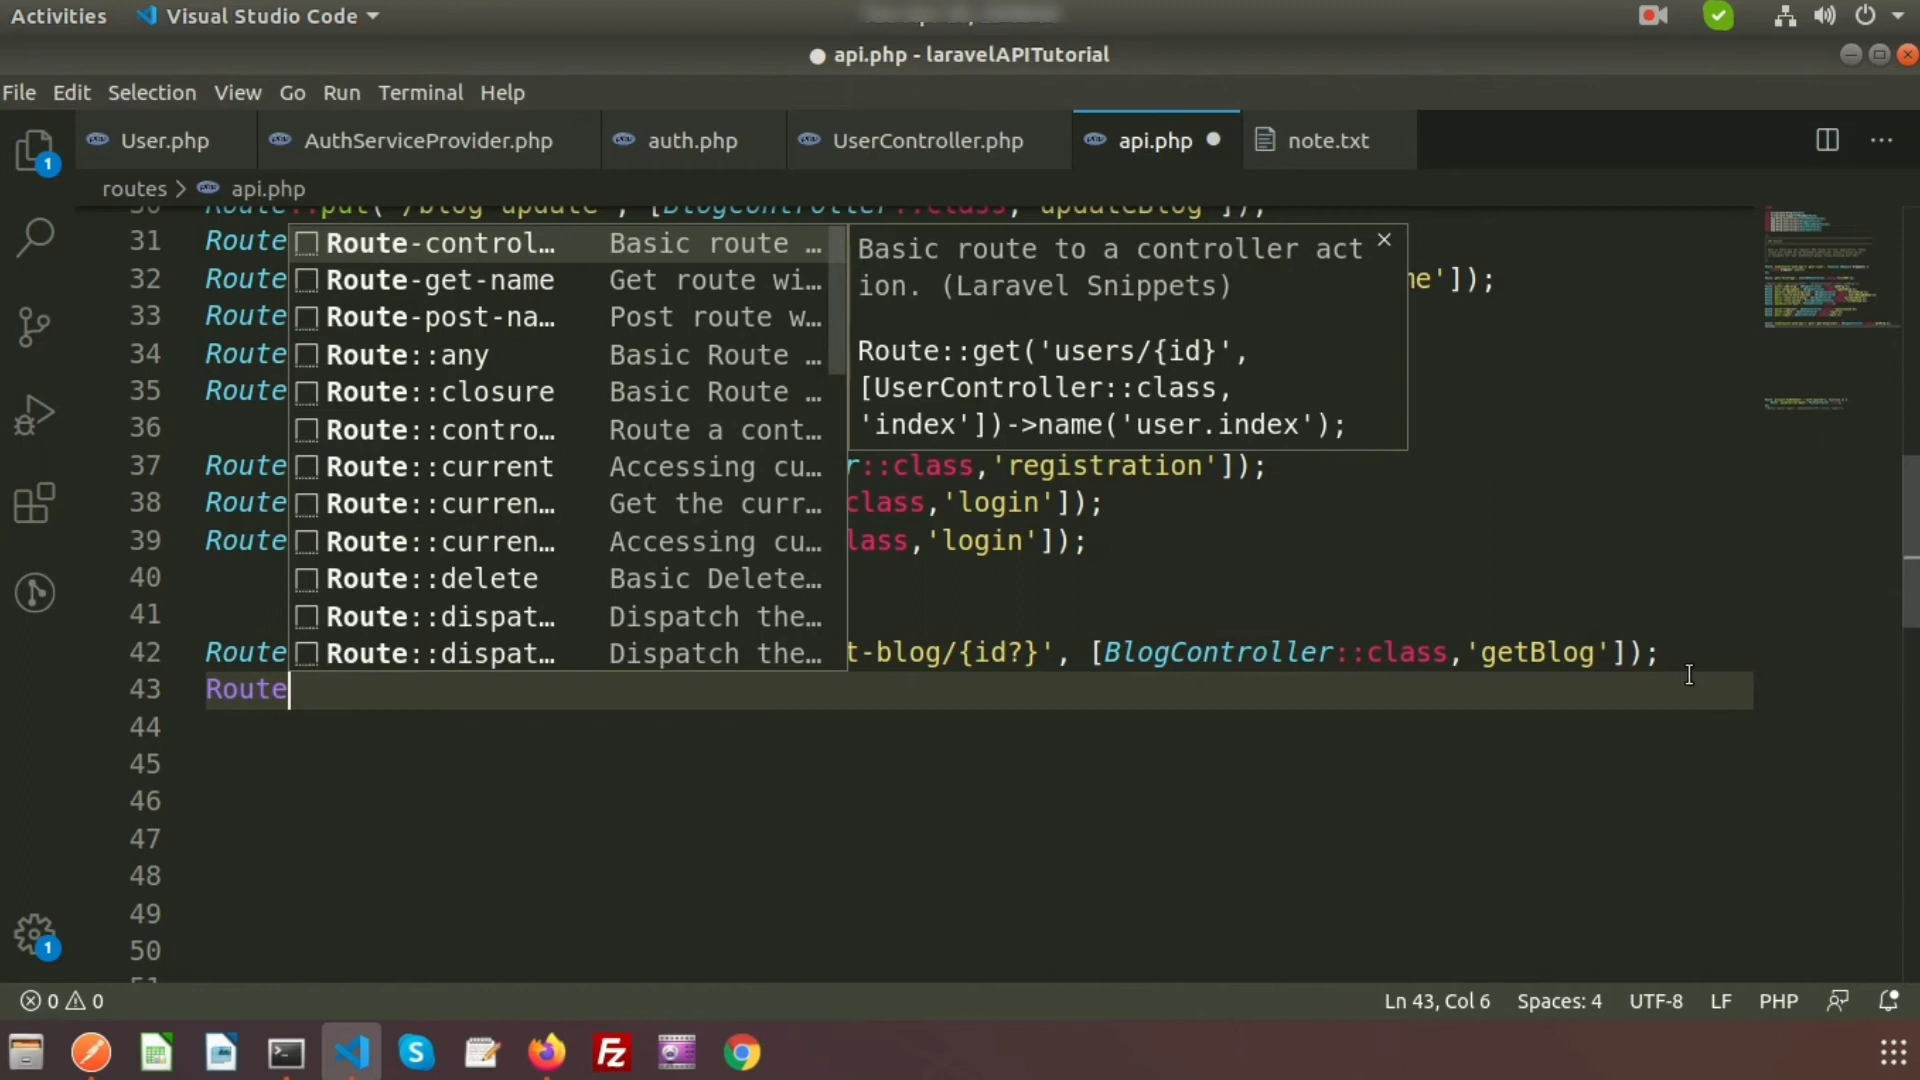 Activities Visual Studio Code
api.php - laravelAPITutorial
File Edit Selection View Go Run Terminal Help
User.php AuthServiceProvider.php auth.php UserController.php api.php note.txt
routes > api.php
31 Route
32 Route 'me']);
33 Route
34 Route
35 Route
36
37 Route ::class,'registration']);
38 Route class,'login']);
39 Route lass,'login']);
40
41
42 Route t-blog/{id?}', [BlogController::class,'getBlog']);
43 Route
44
45
46
47
48
49
50
Route-control… Basic route …
Route-get-name Get route wi…
Route-post-na… Post route w…
Route::any Basic Route …
Route::closure Basic Route …
Route::contro… Route a cont…
Route::current Accessing cu…
Route::curren… Get the curr…
Route::curren… Accessing cu…
Route::delete Basic Delete…
Route::dispat… Dispatch the…
Route::dispat… Dispatch the…
Basic route to a controller act
ion. (Laravel Snippets)
Route::get('users/{id}',
[UserController::class,
'index'])->name('user.index');
1
1
0 0 Ln 43, Col 6 Spaces: 4 UTF-8 LF PHP